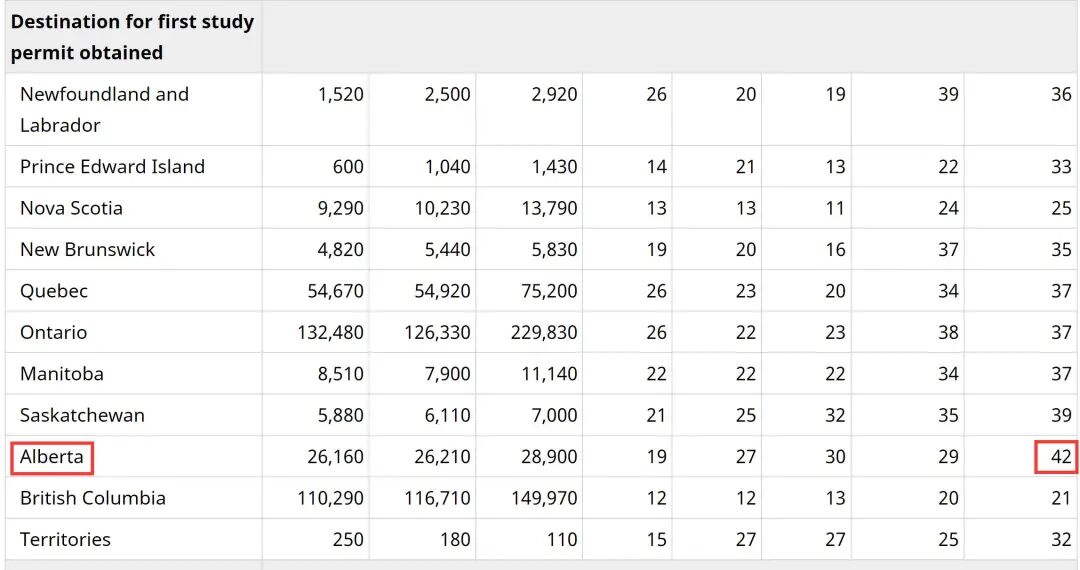 Destination for first study
permit obtained
Newfoundland and Labrador 1,520 2,500 2,920 26 20 19 39 36
Prince Edward Island 600 1,040 1,430 14 21 13 22 33
Nova Scotia 9,290 10,230 13,790 13 13 11 24 25
New Brunswick 4,820 5,440 5,830 19 20 16 37 35
Quebec 54,670 54,920 75,200 26 23 20 34 37
Ontario 132,480 126,330 229,830 26 22 23 38 37
Manitoba 8,510 7,900 11,140 22 22 22 34 37
Saskatchewan 5,880 6,110 7,000 21 25 32 35 39
Alberta 26,160 26,210 28,900 19 27 30 29 42
British Columbia 110,290 116,710 149,970 12 12 13 20 21
Territories 250 180 110 15 27 27 25 32